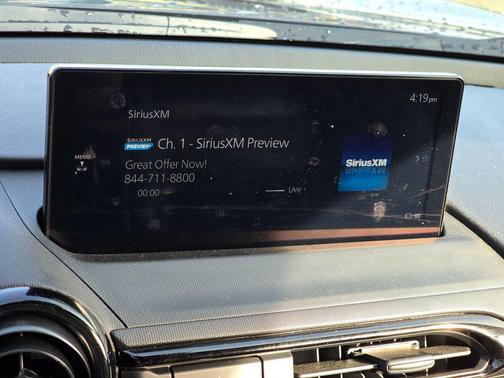 4:19pm
SiriusXM
SIRIUSXM
PREVIEW
Ch. 1 - SiriusXM Preview
MENU
Great Offer Now!
844-711-8800
00:00
Live
SiriusXM